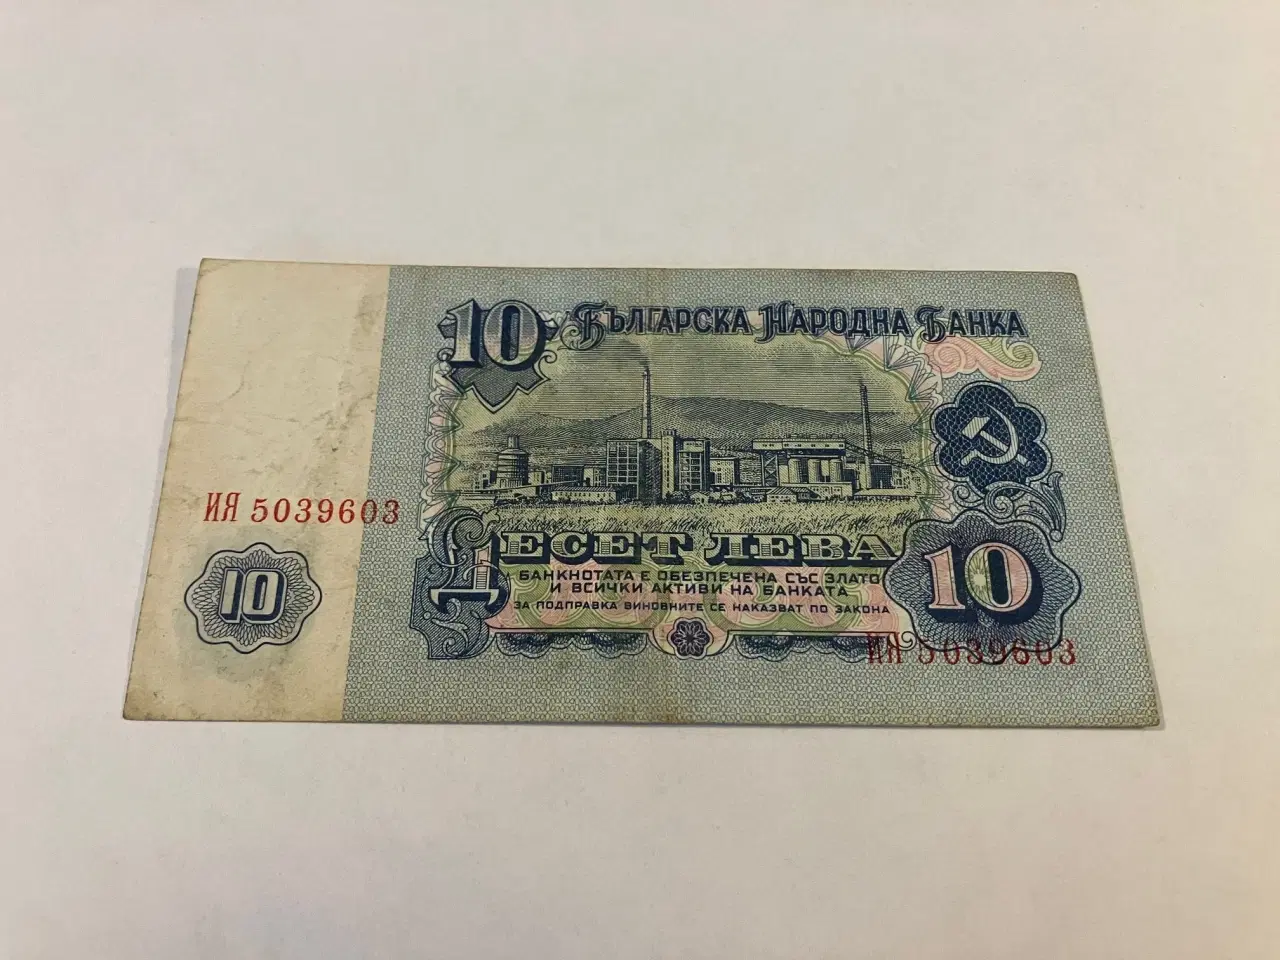 10 Българска Народна Банка
ИЯ 5039603
10
ДЕСЕТ ЛЕВА
БАНКНОТАТА Е ОБЕЗПЕЧЕНА СЪС ЗЛАТО
И ВСИЧКИ АКТИВИ НА БАНКАТА
ЗА ПОДПРАВКА ВИНОВНИТЕ СЕ НАКАЗВАТ ПО ЗАКОНА
10
ИЯ 5039603